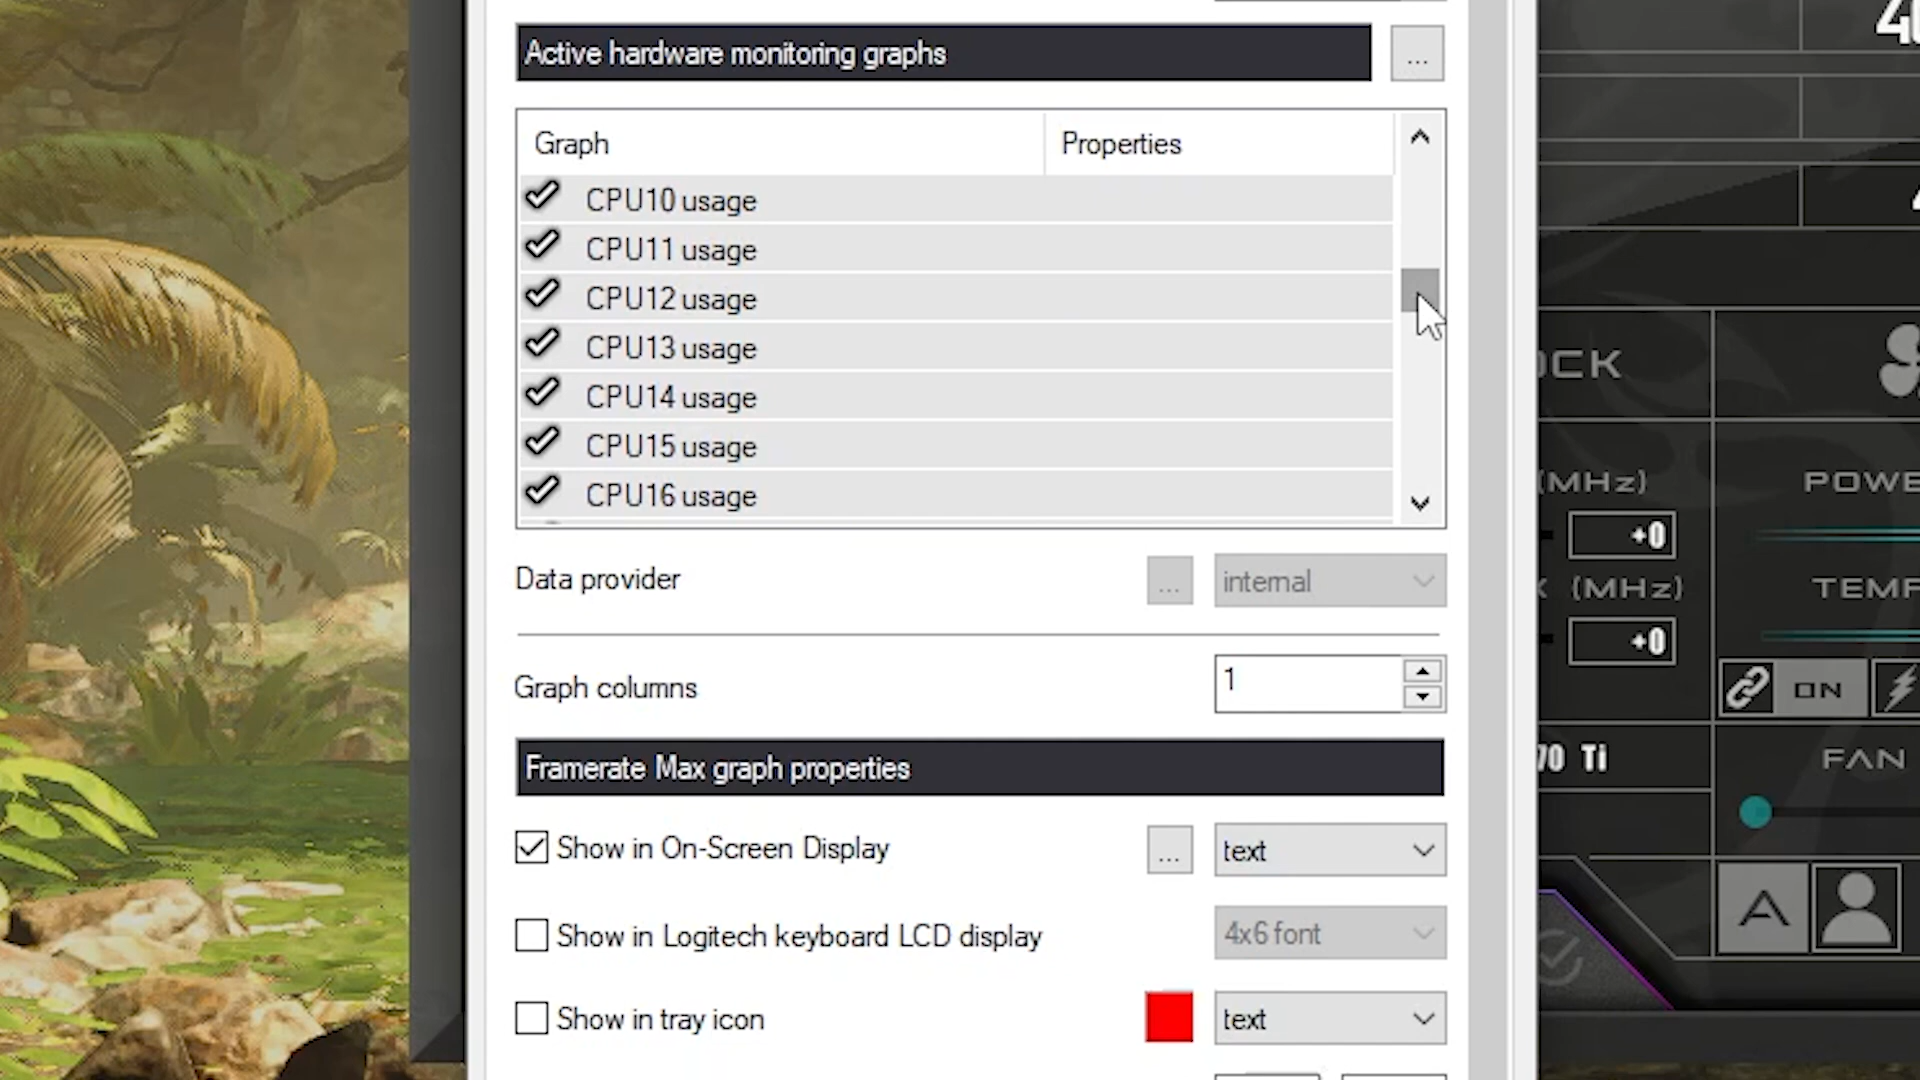 Active hardware monitoring graphs
...
Graph Properties
CPU10 usage
CPU11 usage
CPU12 usage
CPU13 usage
CPU14 usage
CPU15 usage
CPU16 usage
Data provider ... internal
Graph columns 1
Framerate Max graph properties
Show in On-Screen Display ... text
Show in Logitech keyboard LCD display 4x6 font
Show in tray icon text
OCK
(MHz) POWE
+0
(MHz) TEMP
+0
ON
70 Ti FAN